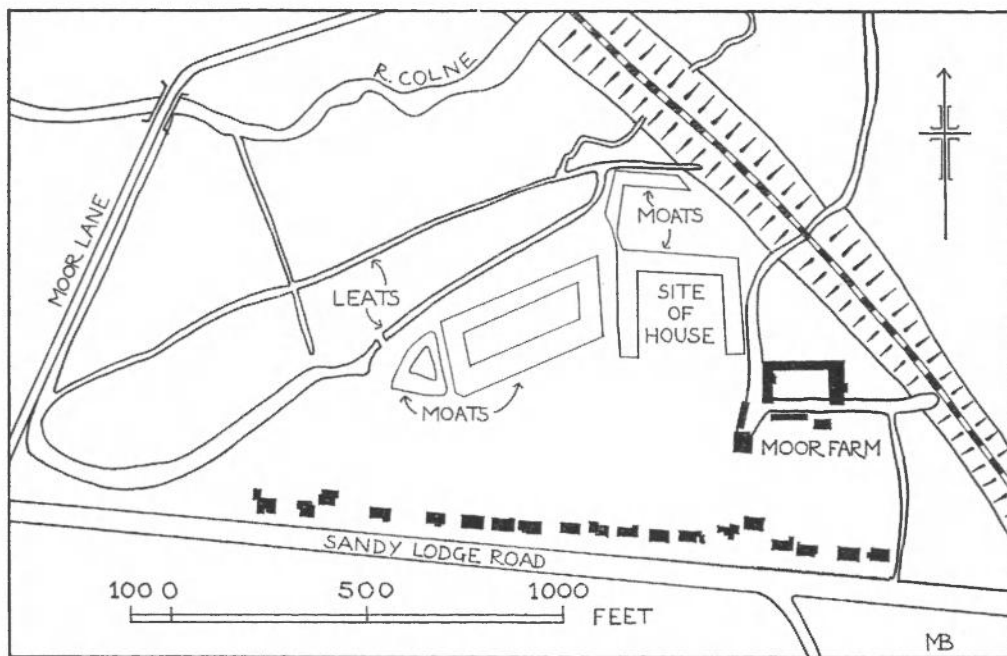 R. COLNE
MOOR LANE
MOATS
LEATS
SITE
OF
HOUSE
MOATS
MOOR FARM
SANDY LODGE ROAD
100 0 500 1000
FEET
MB